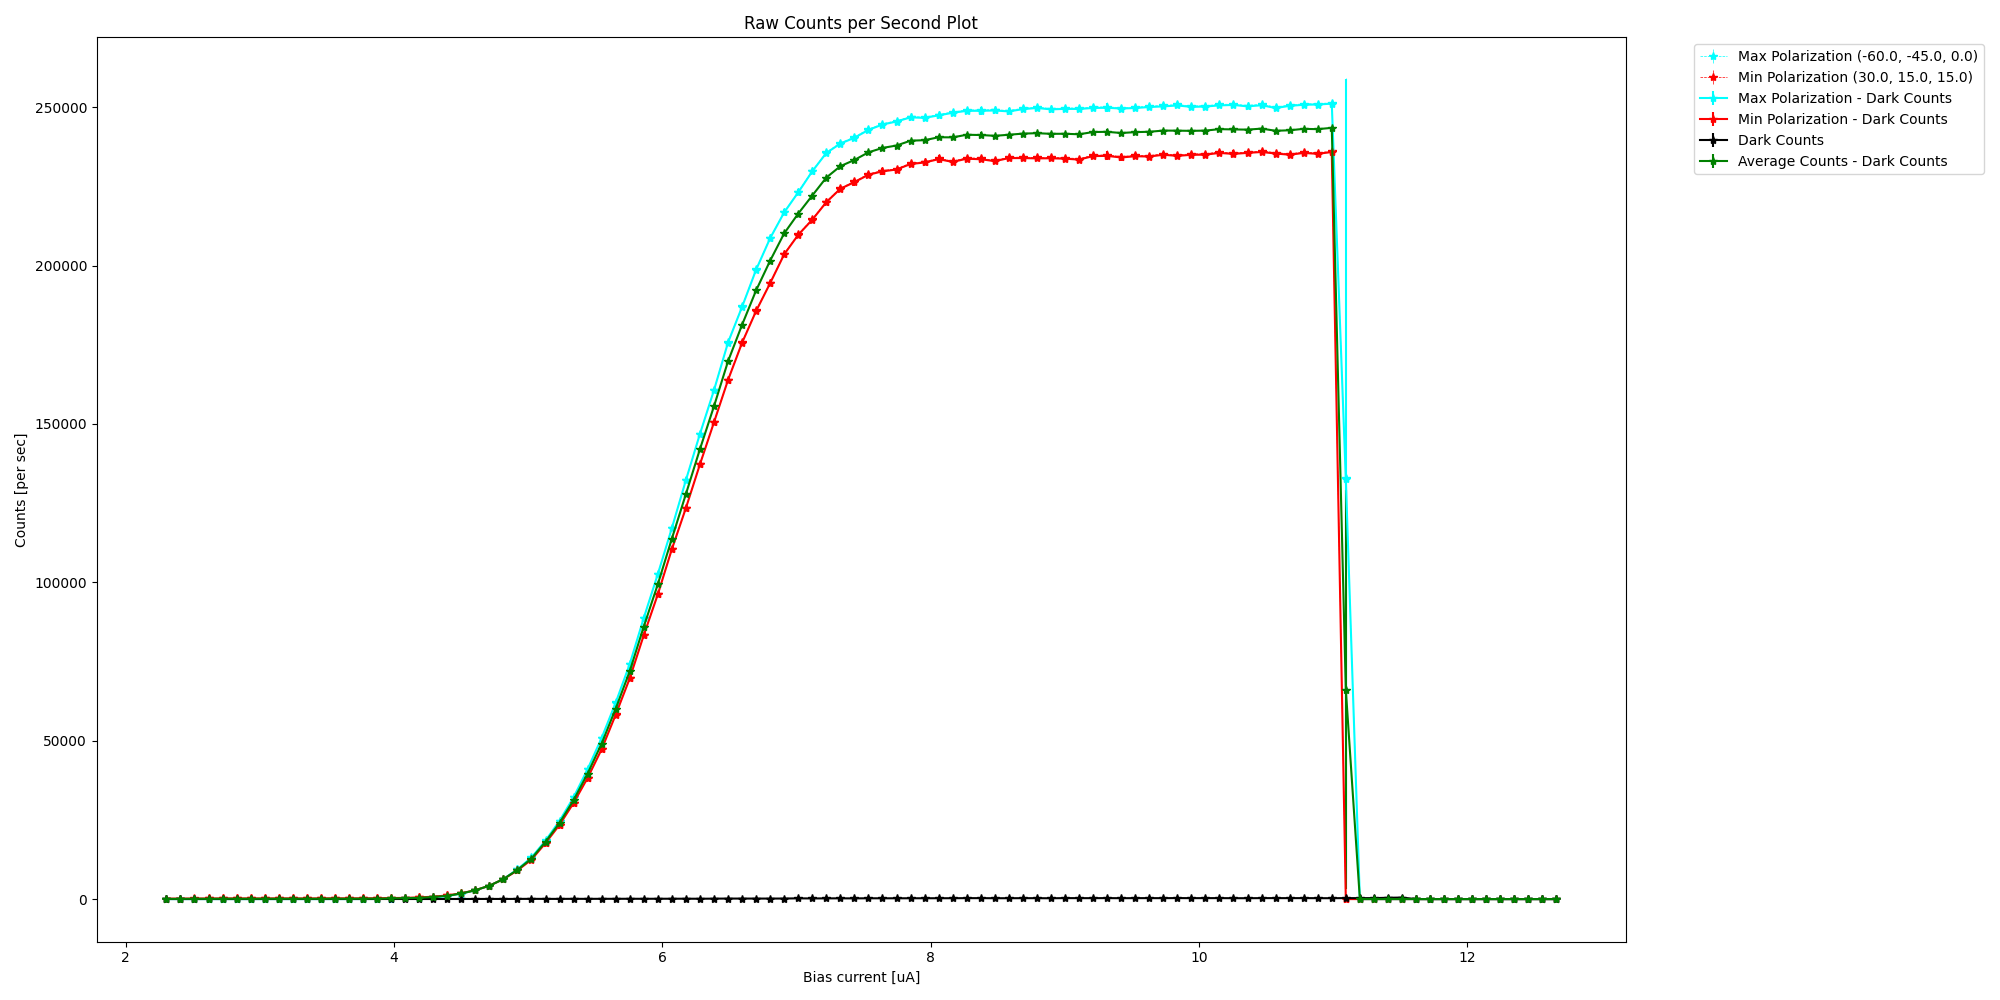 Raw Counts per Second Plot
Max Polarization (-60.0, -45.0, 0.0)
Min Polarization (30.0, 15.0, 15.0)
Max Polarization - Dark Counts
Min Polarization - Dark Counts
Dark Counts
Average Counts - Dark Counts
250000
200000
150000
100000
50000
0
Counts [per sec]
2 4 6 8 10 12
Bias current [uA]